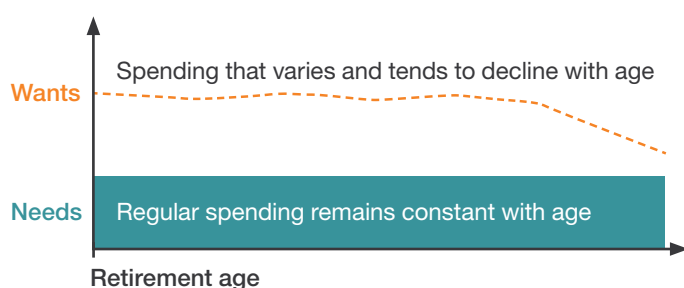 Spending that varies and tends to decline with age
Wants
Needs
Regular spending remains constant with age
Retirement age